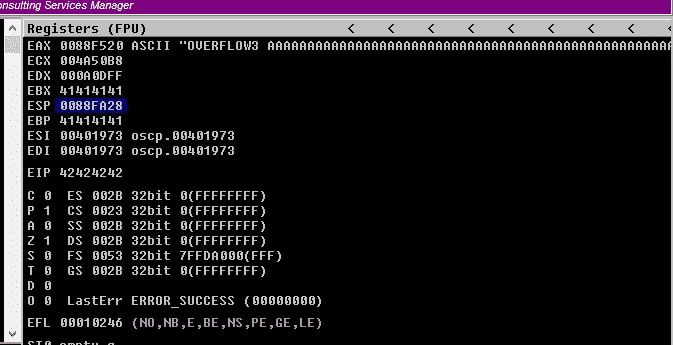 onsulting Services Manager
Registers (FPU) < < < < < < < < <
EAX 0088F520 ASCII "OVERFLOW3 AAAAAAAAAAAAAAAAAAAAAAAAAAAAAAAAAAAAAAAAAAAAAAAAAA
ECX 004A50B8
EDX 000A0DFF
EBX 41414141
ESP 0088FA28
EBP 41414141
ESI 00401973 oscp.00401973
EDI 00401973 oscp.00401973
EIP 42424242
C 0 ES 002B 32bit 0(FFFFFFFF)
P 1 CS 0023 32bit 0(FFFFFFFF)
A 0 SS 002B 32bit 0(FFFFFFFF)
Z 1 DS 002B 32bit 0(FFFFFFFF)
S 0 FS 0053 32bit 7FFDA000(FFF)
T 0 GS 002B 32bit 0(FFFFFFFF)
D 0
O 0 LastErr ERROR_SUCCESS (00000000)
EFL 00010246 (NO,NB,E,BE,NS,PE,GE,LE)
ST0 empty g